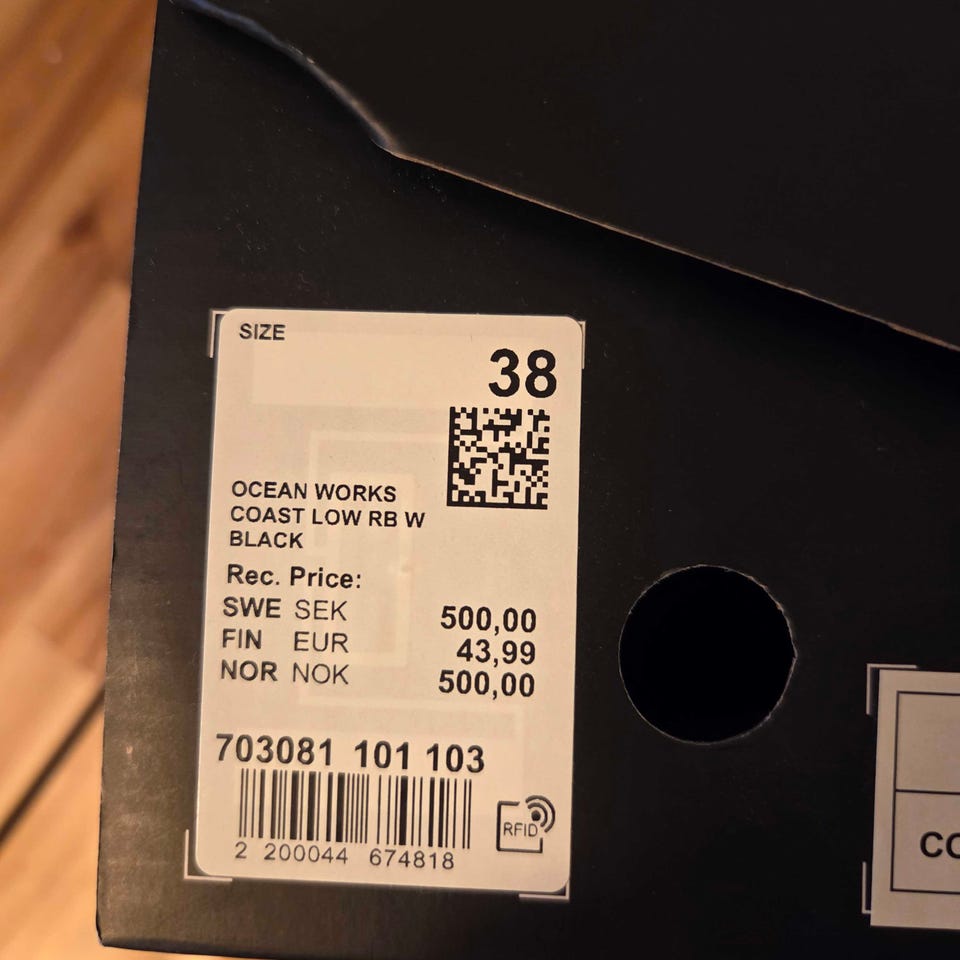 SIZE
38
OCEAN WORKS
COAST LOW RB W
BLACK
Rec. Price:
SWE SEK 500,00
FIN EUR 43,99
NOR NOK 500,00
703081 101 103
RFID
2 200044 674818
CO